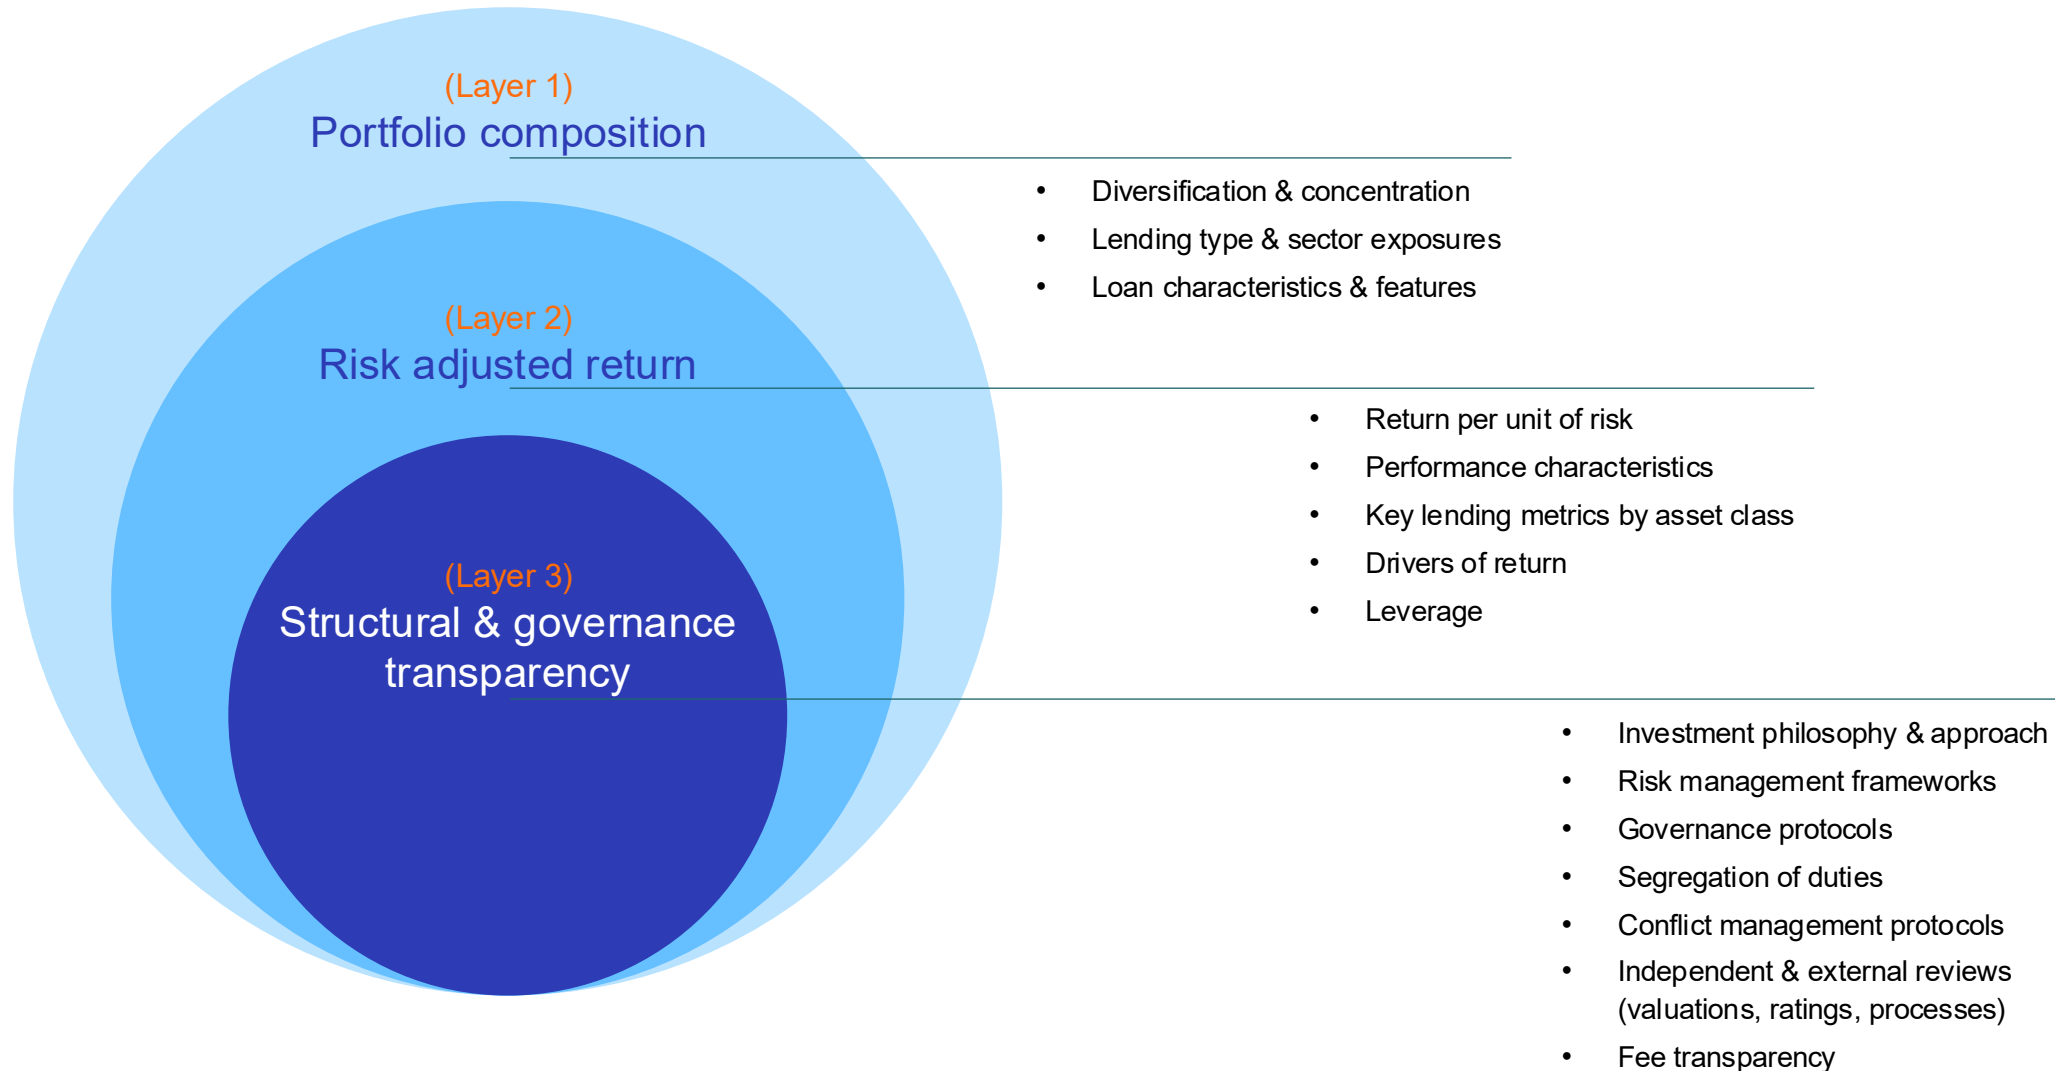 (Layer 1)
Portfolio composition
• Diversification & concentration
• Lending type & sector exposures
• Loan characteristics & features
(Layer 2)
Risk adjusted return
• Return per unit of risk
• Performance characteristics
• Key lending metrics by asset class
• Drivers of return
• Leverage
(Layer 3)
Structural & governance
transparency
• Investment philosophy & approach
• Risk management frameworks
• Governance protocols
• Segregation of duties
• Conflict management protocols
• Independent & external reviews
(valuations, ratings, processes)
• Fee transparency